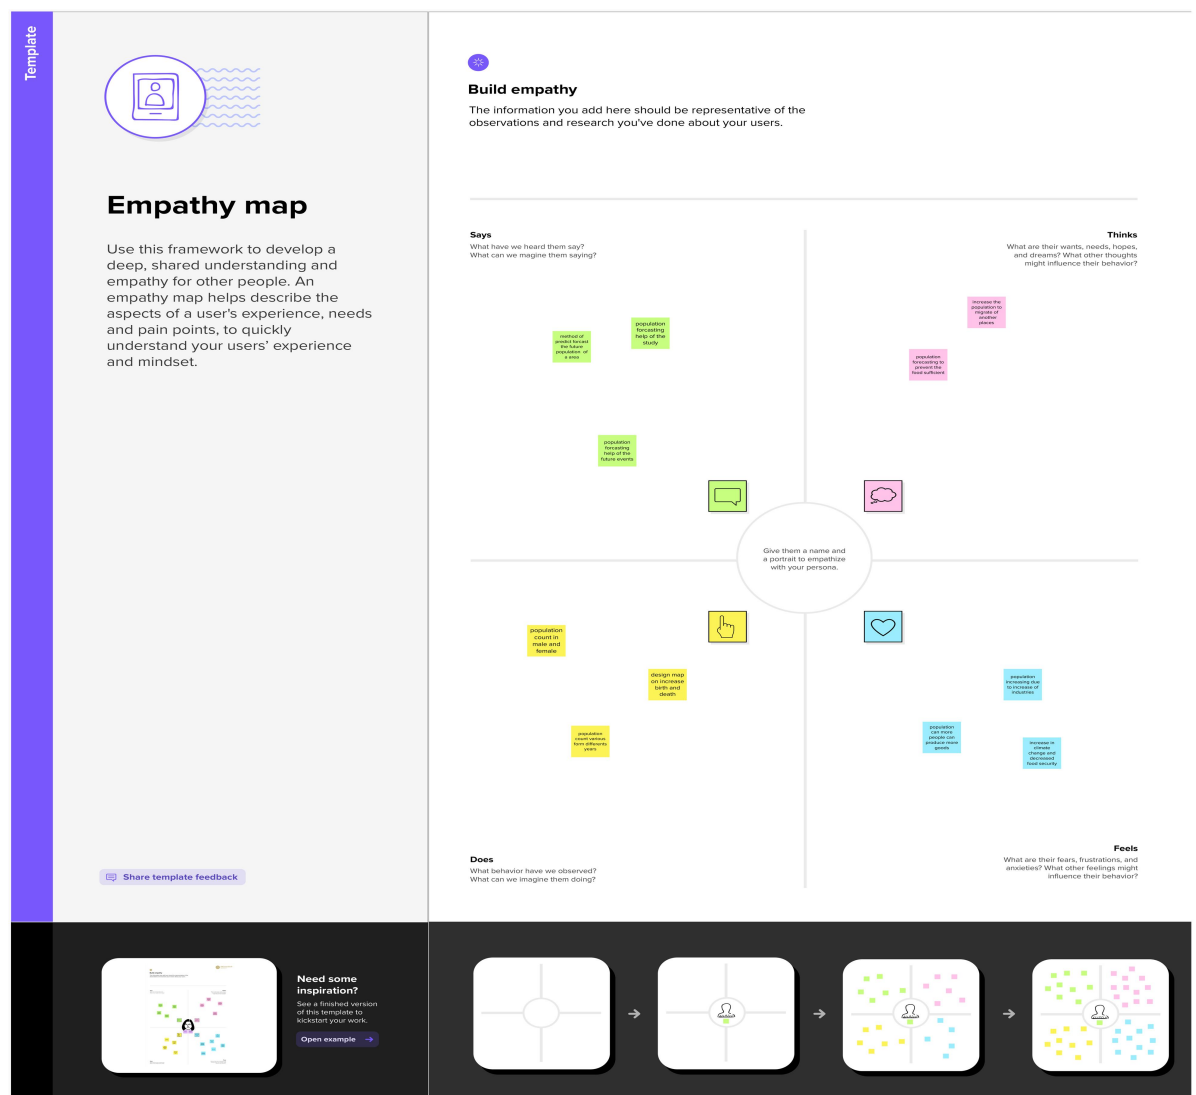 Template
Empathy map
Use this framework to develop a
deep, shared understanding and
empathy for other people. An
empathy map helps describe the
aspects of a user's experience, needs
and pain points, to quickly
understand your users' experience
and mindset.
Share template feedback
Build empathy
The information you add here should be representative of the
observations and research you've done about your users.
Says
What have we heard them say?
What can we magine them saying?
Thinks
What are their wants, needs, hopes,
and dreams? What other thoughts
might influence their behavior?
method of
predict forcast
the future
population of
a area
population
forcasting
help of the
study
population
forcasting
help of the
future events
increase the
population to
migrate of
another
places
population
forecasting to
prevent the
food sufficient
Give them a name and
a portrait to empathize
with your persona.
population
count in
male and
female
design map
on increase
birth and
death
population
count various
form differents
years
population
increasing due
to increase of
industries
population
can more
people can
produce more
goods
increase in
climate
change and
decreased
food security
Does
What behavior have we observed?
What can we imagine them doing?
Feels
What are their fears, frustrations, and
anxieties? What other feelings might
influence their behavior?
Need some
inspiration?
See a finished version
of this template to
kickstart your work.
Open example